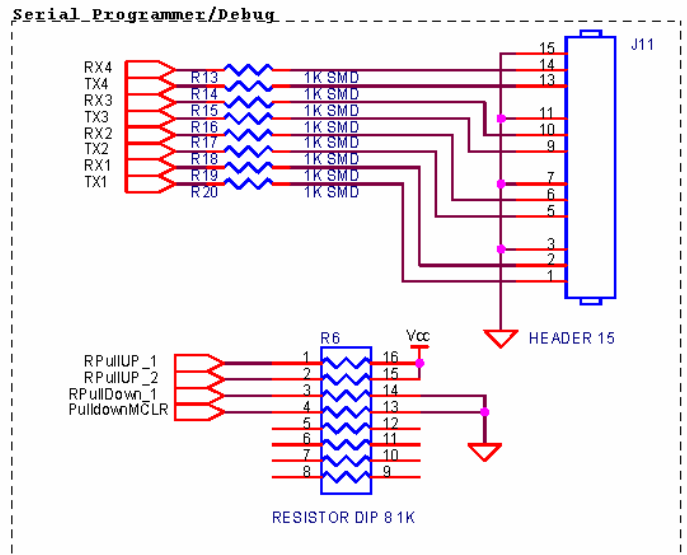 Serial Programmer/Debug
J11
15
RX4
14
R13
1K SMD
TX4
13
R14
1K SMD
RX3
R15
1K SMD
TX3
11
R16
1K SMD
RX2
10
R17
1K SMD
TX2
9
R18
1K SMD
RX1
R19
1K SMD
TX1
7
R20
1K SMD
6
5
3
2
1
HEADER 15
R6
Vcc
RPullUP_1
1
16
RPullUP_2
2
15
RPullDown_1
3
14
PulldownMCLR
4
13
5
12
6
11
7
10
8
9
RESISTOR DIP 8 1K